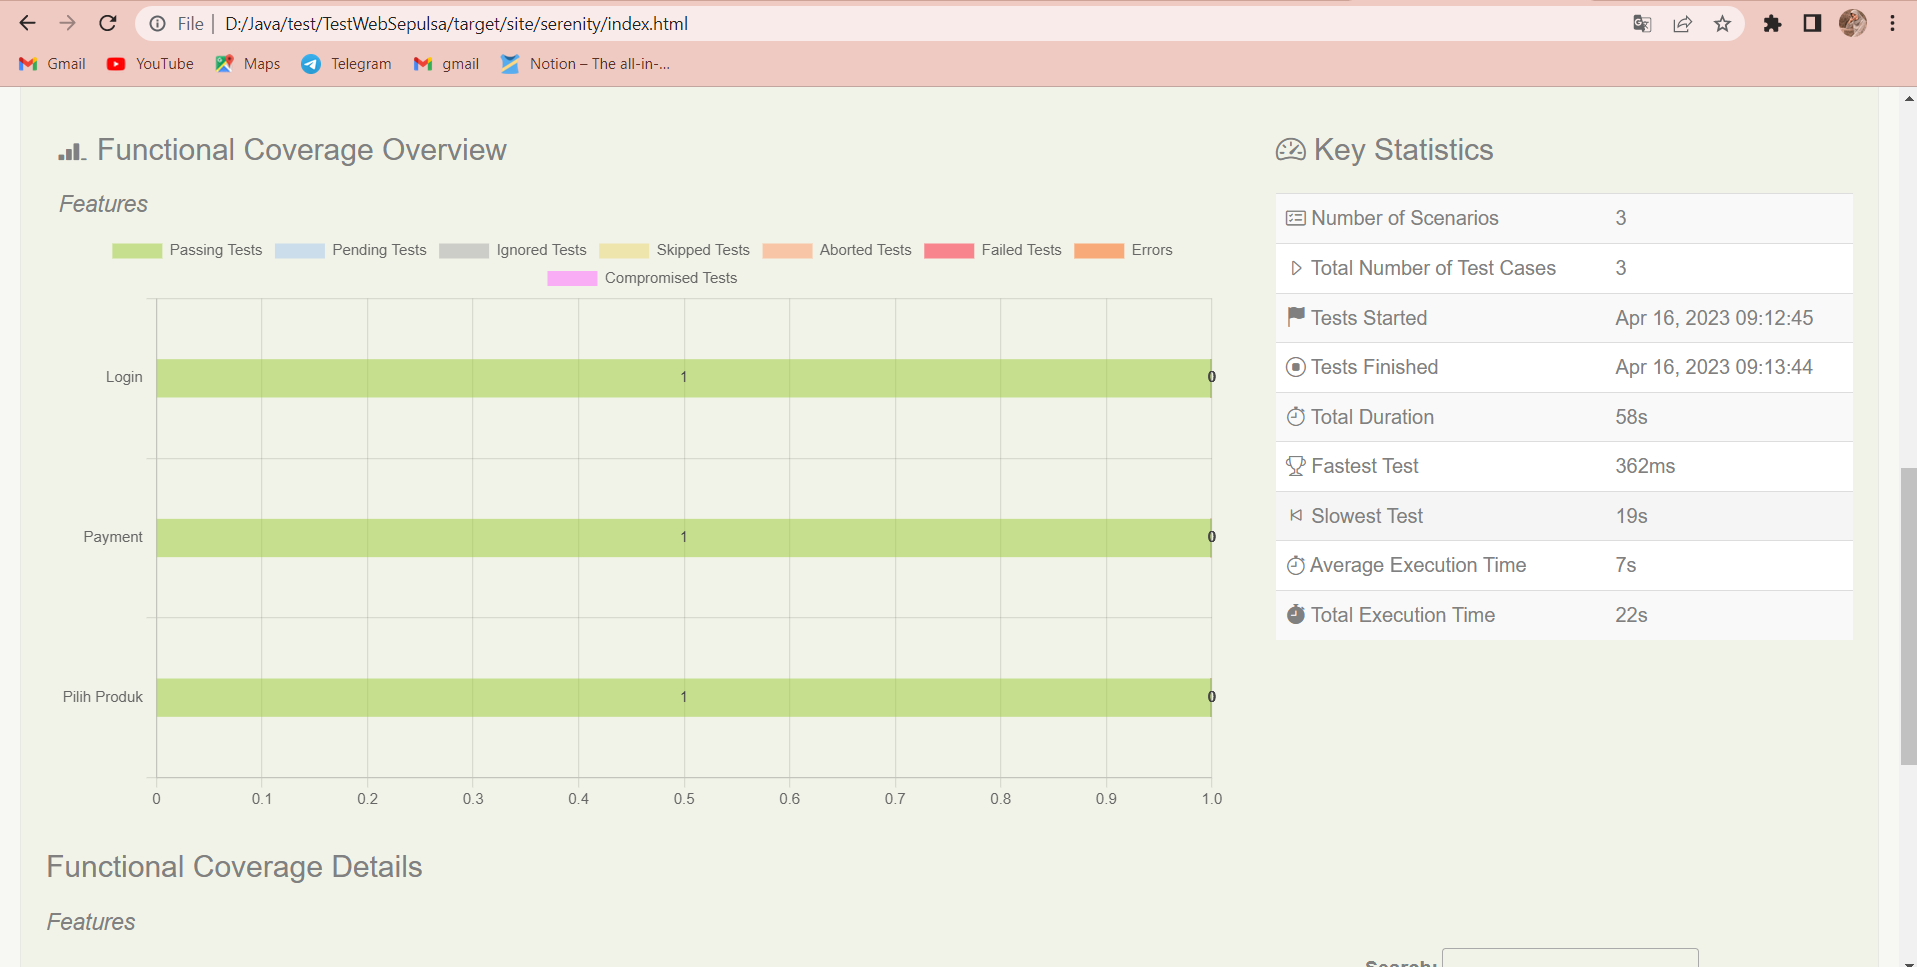 File | D:/Java/test/TestWebSepulsa/target/site/serenity/index.html
Gmail YouTube Maps Telegram gmail Notion – The all-in-...
Functional Coverage Overview
Features
Passing Tests Pending Tests Ignored Tests Skipped Tests Aborted Tests Failed Tests Errors
Compromised Tests
Login 1 0
Payment 1 0
Pilih Produk 1 0
0 0.1 0.2 0.3 0.4 0.5 0.6 0.7 0.8 0.9 1.0
Key Statistics
Number of Scenarios 3
Total Number of Test Cases 3
Tests Started Apr 16, 2023 09:12:45
Tests Finished Apr 16, 2023 09:13:44
Total Duration 58s
Fastest Test 362ms
Slowest Test 19s
Average Execution Time 7s
Total Execution Time 22s
Functional Coverage Details
Features
Search: